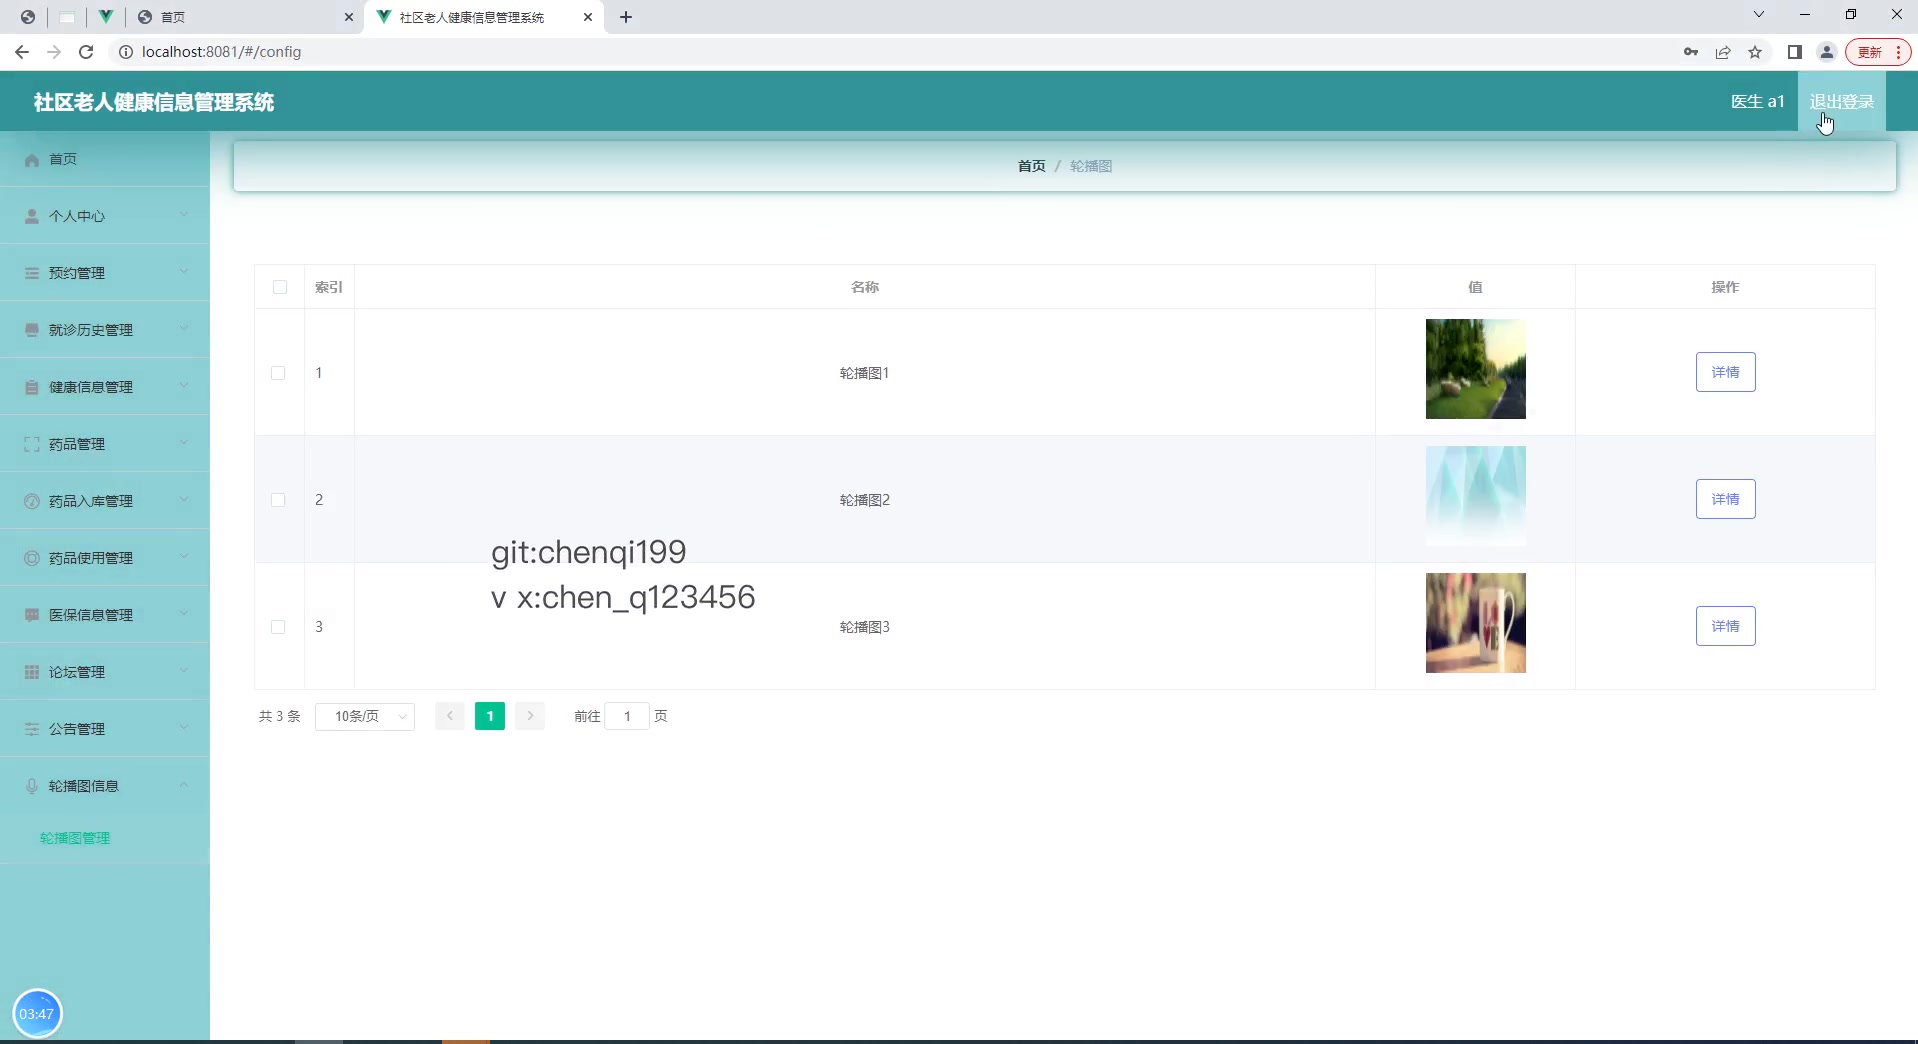 首页
社区老人健康信息管理系统
localhost:8081/#/config
更新
社区老人健康信息管理系统
医生 a1
退出登录
首页
个人中心
预约管理
就诊历史管理
健康信息管理
药品管理
药品入库管理
药品使用管理
医保信息管理
论坛管理
公告管理
轮播图信息
轮播图管理
首页 / 轮播图
索引 名称 值 操作
1 轮播图1 详情
2 轮播图2 详情
git:chenqi199
v x:chen_q123456
3 轮播图3 详情
共 3 条 10条/页 1 前往 1 页
03:47